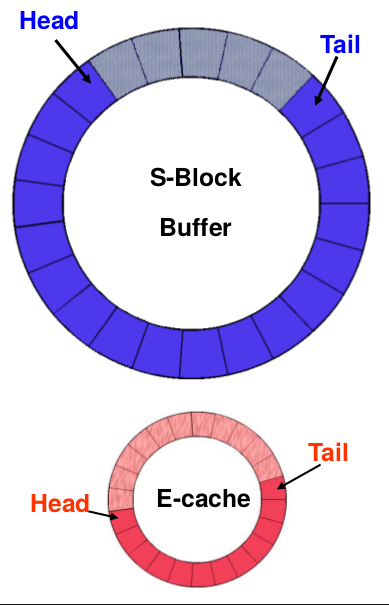 Head
Tail
S-Block
Buffer
Tail
Head
E-cache